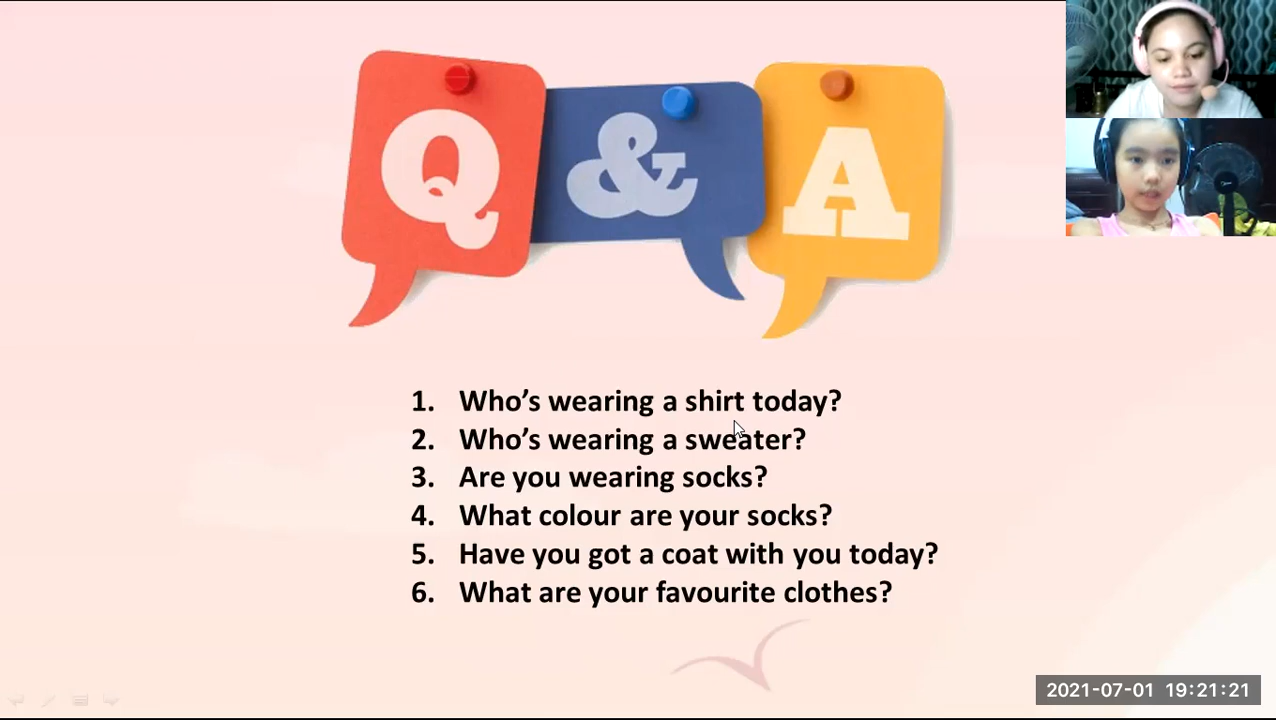 Q & A
1. Who’s wearing a shirt today?
2. Who’s wearing a sweater?
3. Are you wearing socks?
4. What colour are your socks?
5. Have you got a coat with you today?
6. What are your favourite clothes?
2021-07-01 19:21:21